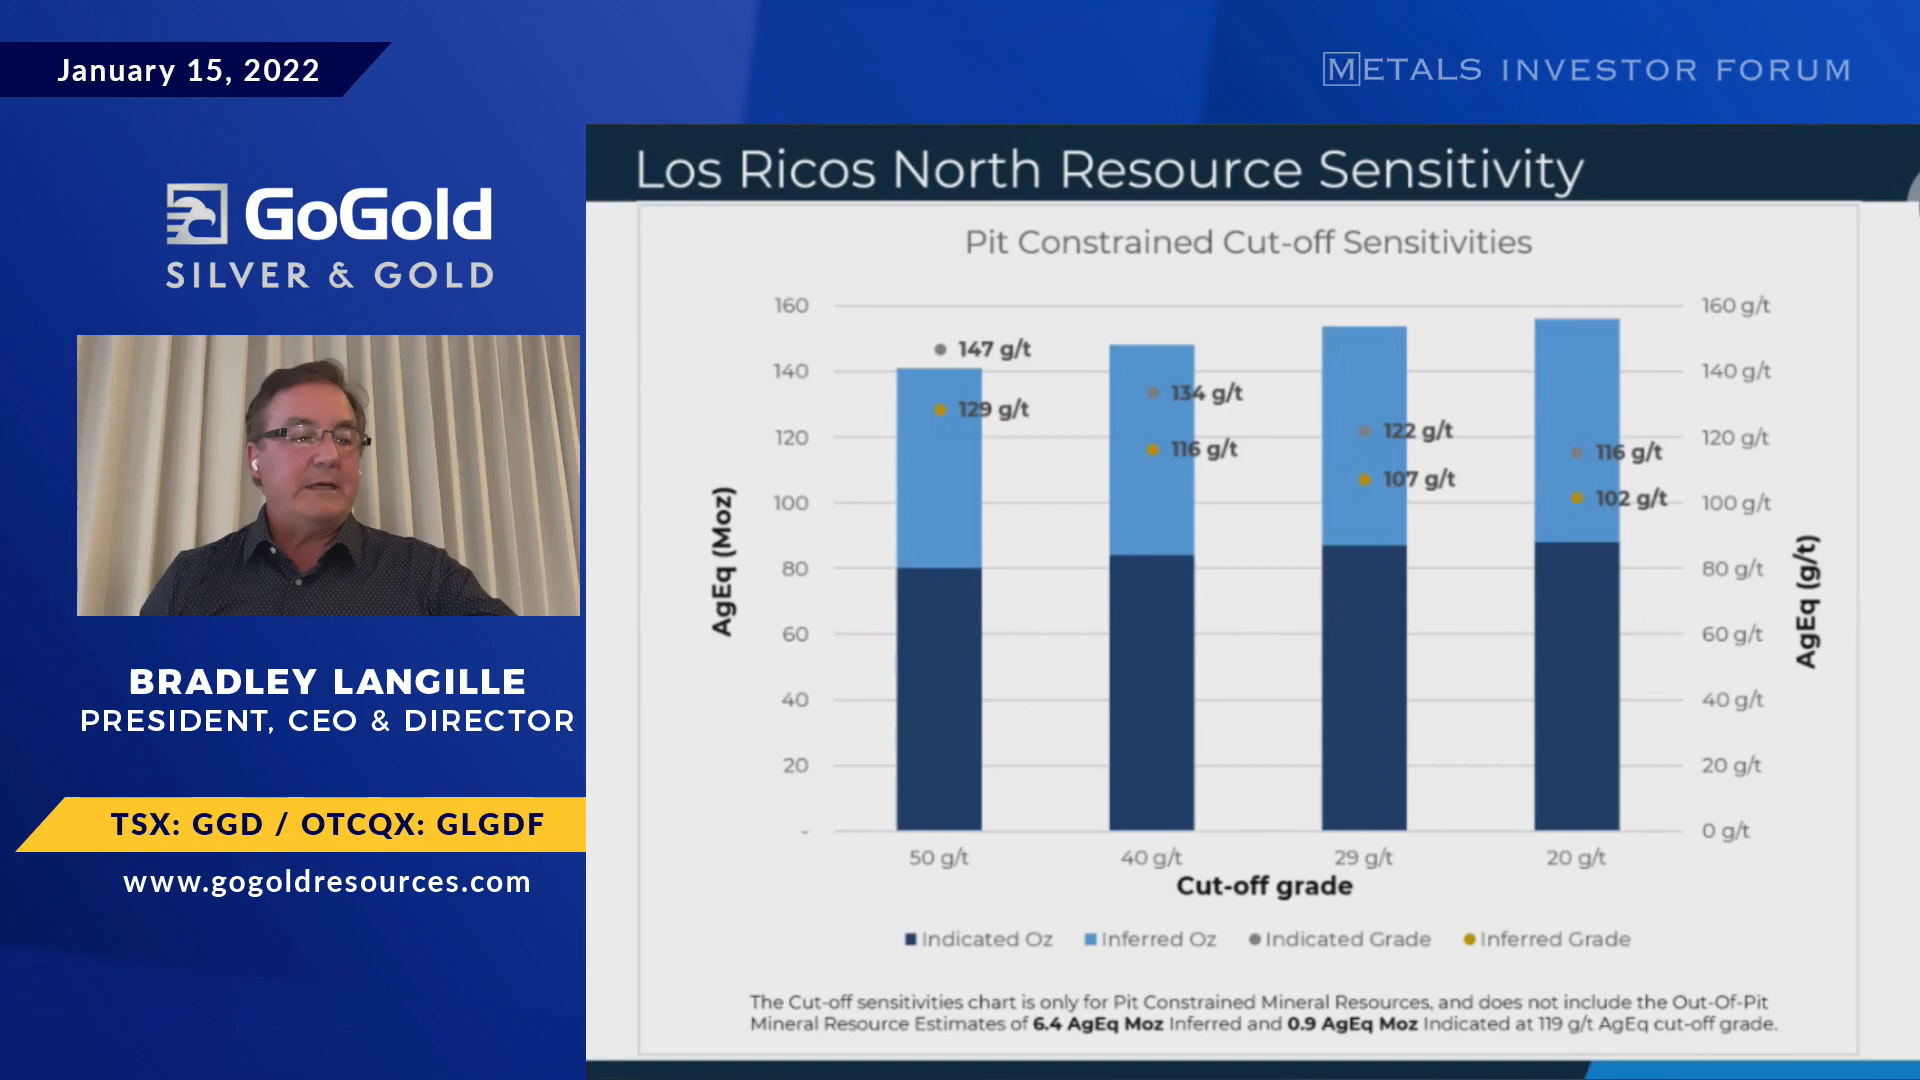 January 15, 2022
METALS INVESTOR FORUM
GoGold
SILVER & GOLD
BRADLEY LANGILLE
PRESIDENT, CEO & DIRECTOR
TSX: GGD / OTCQX: GLGDF
www.gogoldresources.com
Los Ricos North Resource Sensitivity
Pit Constrained Cut-off Sensitivities
160
140
120
100
80
60
40
20
-
AgEq (Moz)
147 g/t
129 g/t
134 g/t
116 g/t
122 g/t
107 g/t
116 g/t
102 g/t
160 g/t
140 g/t
120 g/t
100 g/t
80 g/t
60 g/t
40 g/t
20 g/t
0 g/t
AgEq (g/t)
50 g/t 40 g/t 29 g/t 20 g/t
Cut-off grade
Indicated Oz Inferred Oz Indicated Grade Inferred Grade
The Cut-off sensitivities chart is only for Pit Constrained Mineral Resources, and does not include the Out-Of-Pit
Mineral Resource Estimates of 6.4 AgEq Moz Inferred and 0.9 AgEq Moz Indicated at 119 g/t AgEq cut-off grade.